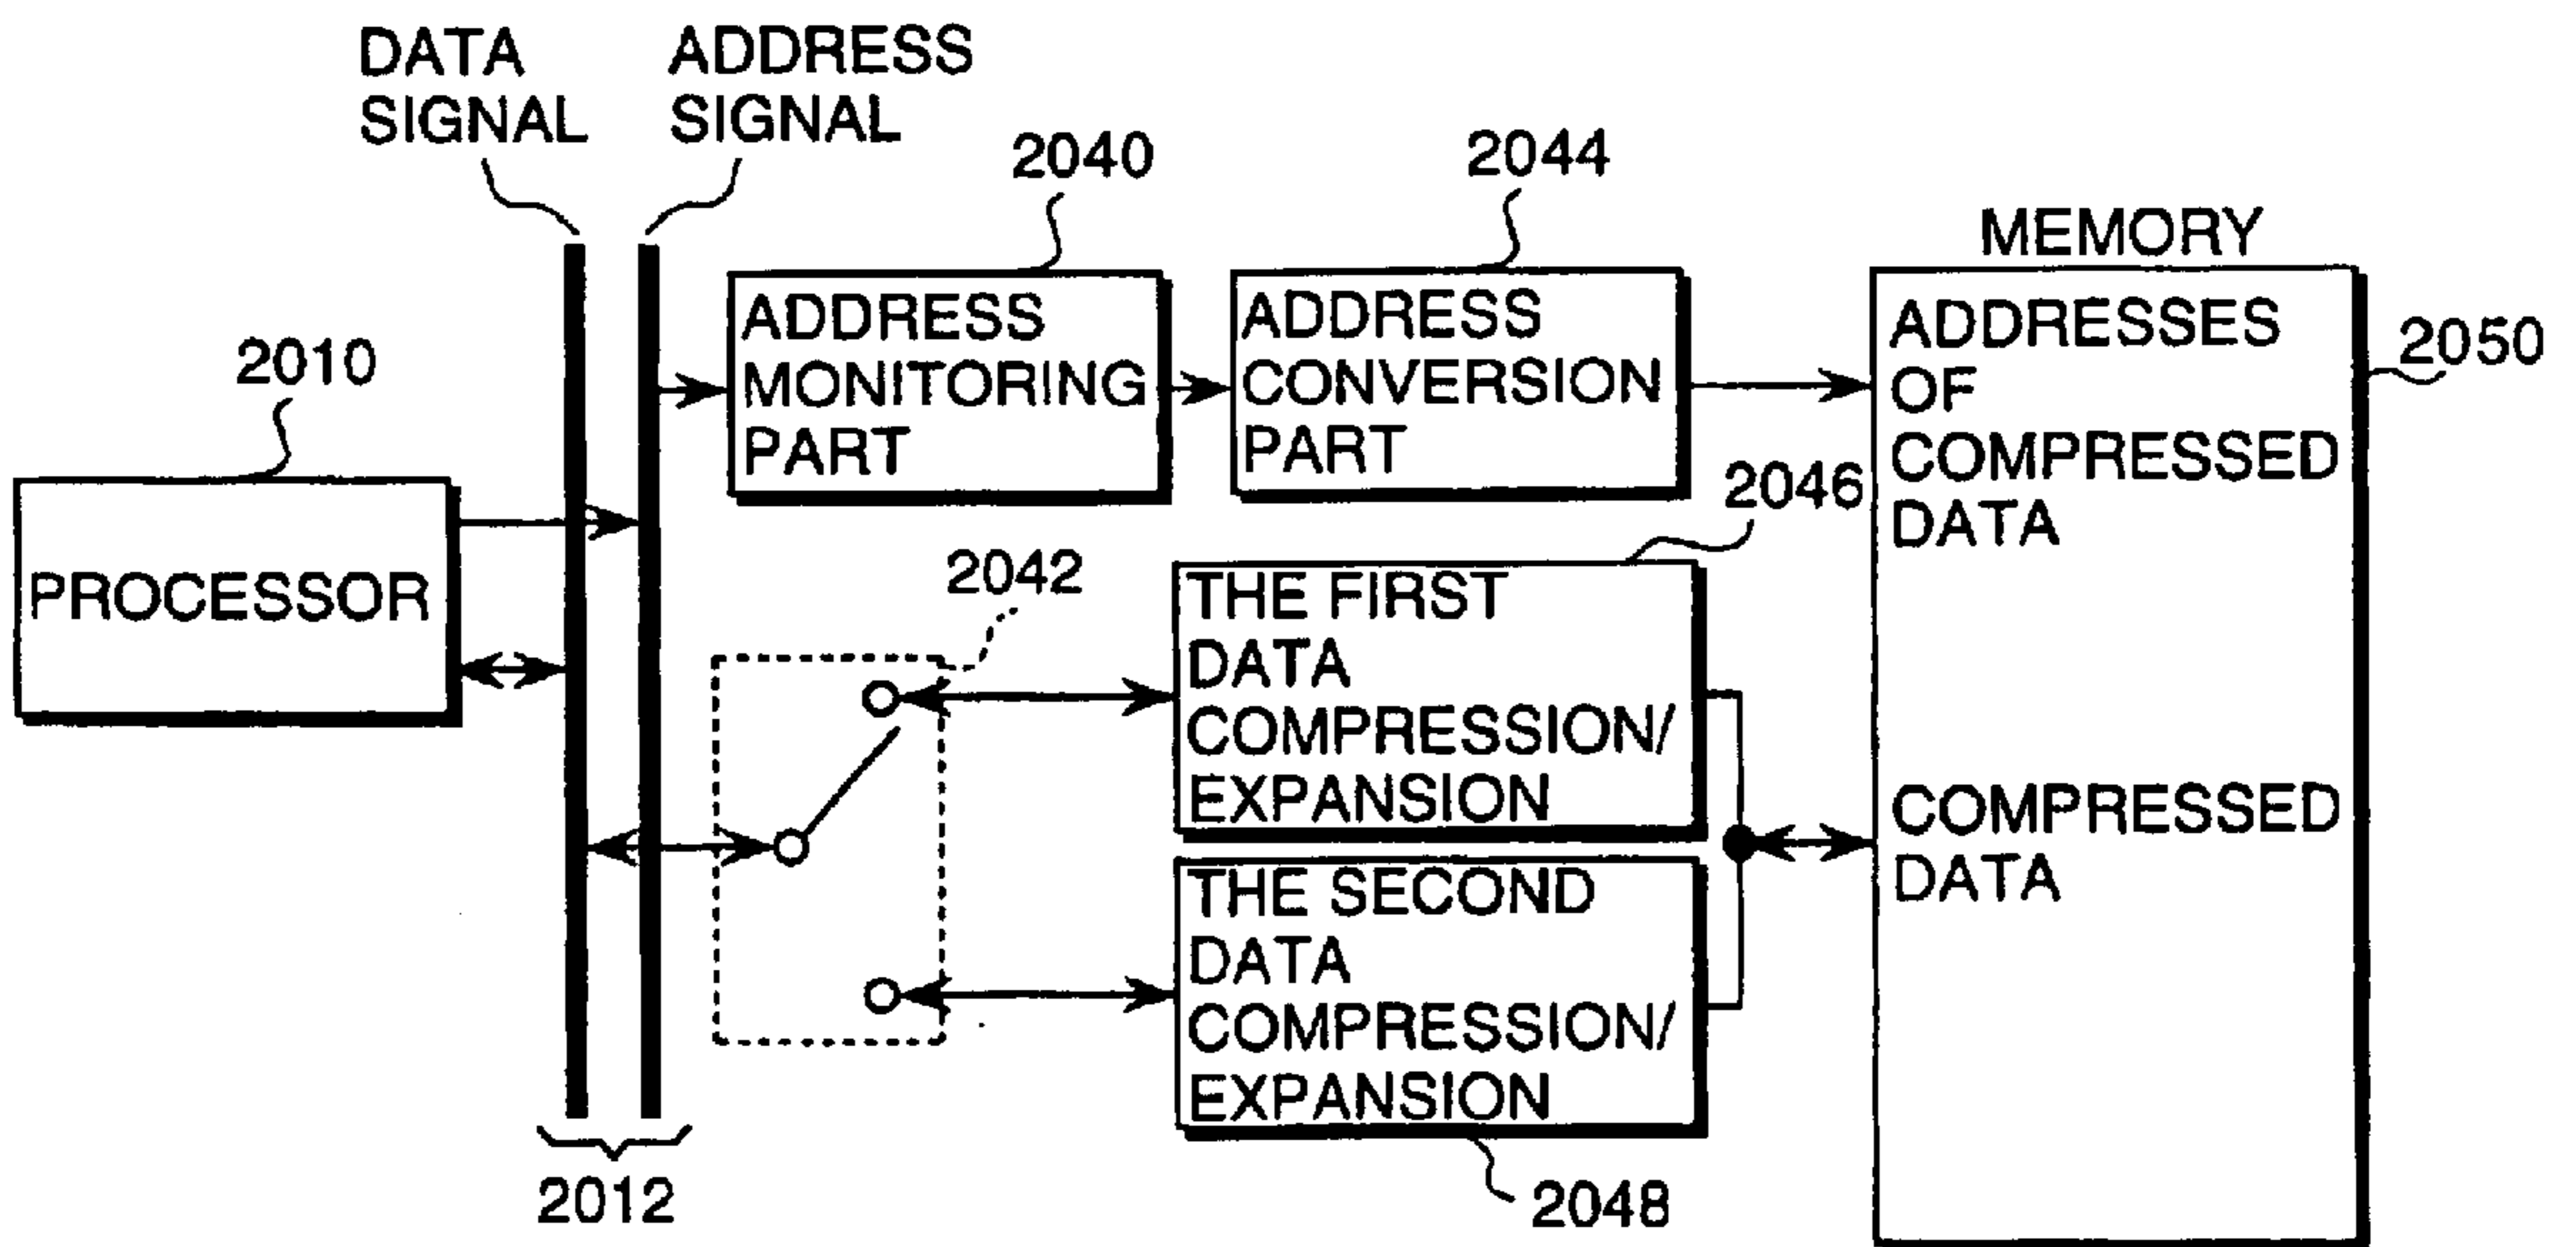 DATA
SIGNAL
ADDRESS
SIGNAL
2040
2044
MEMORY
2010
ADDRESS
MONITORING
PART
ADDRESS
CONVERSION
PART
ADDRESSES
OF
COMPRESSED
DATA
2050
PROCESSOR
2042
2046
THE FIRST
DATA
COMPRESSION/
EXPANSION
COMPRESSED
DATA
THE SECOND
DATA
COMPRESSION/
EXPANSION
2012
2048